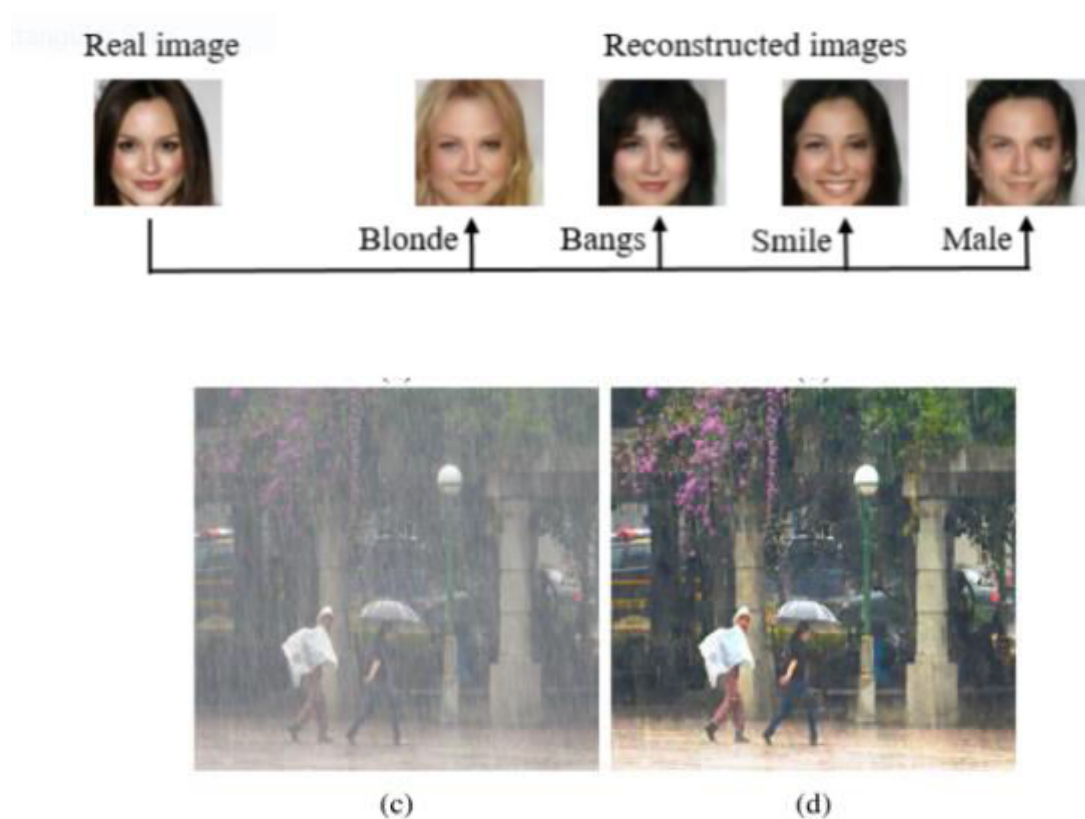 Real image
Reconstructed images
Blonde
Bangs
Smile
Male
(c)
(d)